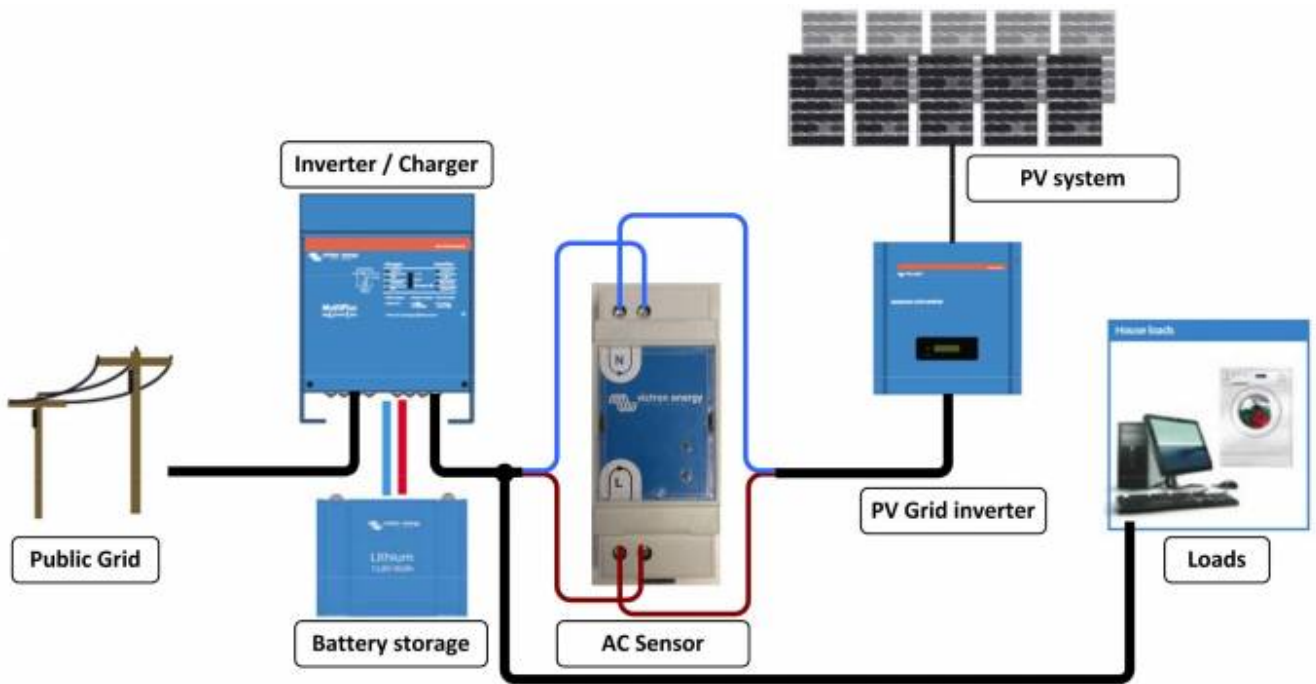 PV system
Inverter / Charger
MultiPlus
N
victron energy
L
House loads
PV Grid inverter
Public Grid
Lithium
Loads
Battery storage
AC Sensor